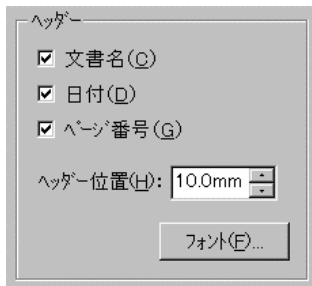 ﾍｯﾀﾞｰ
文書名(C)
日付(D)
ﾍﾟｰｼﾞ番号(G)
ﾍｯﾀﾞｰ位置(H): 10.0mm
ﾌｫﾝﾄ(F)...